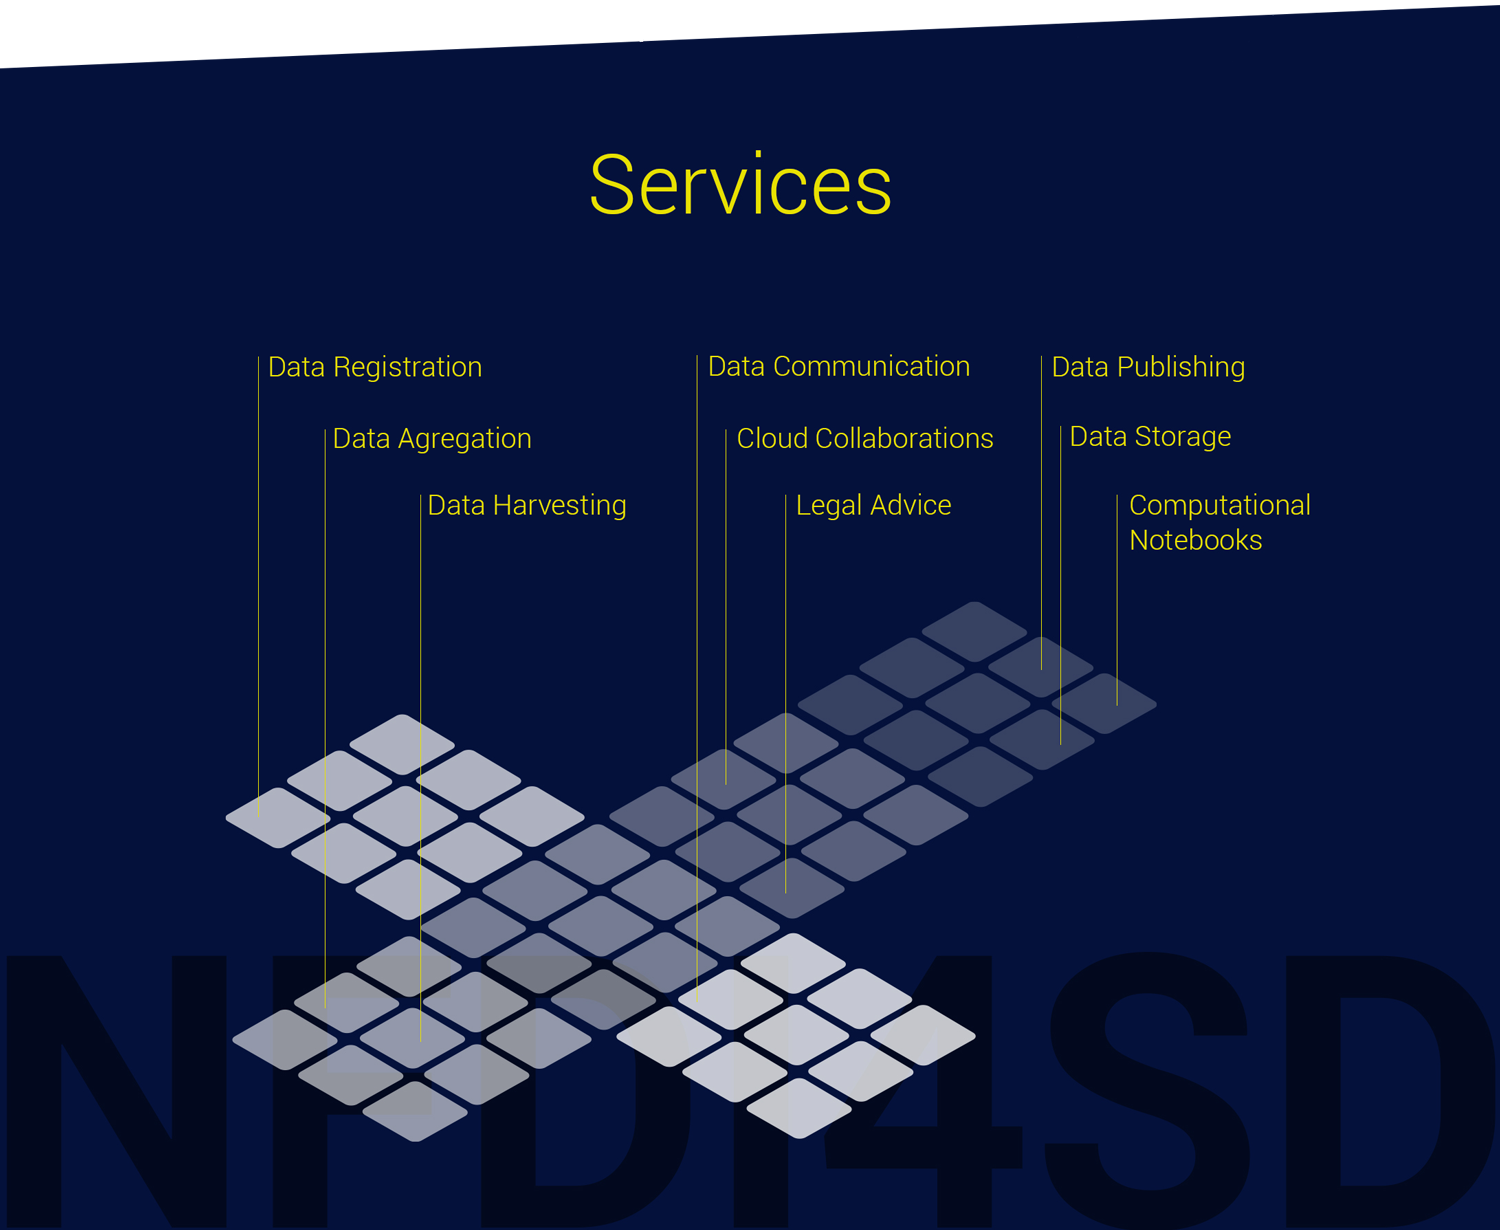 Services
Data Registration
Data Communication
Data Publishing
Data Agregation
Cloud Collaborations
Data Storage
Data Harvesting
Legal Advice
Computational
Notebooks
NFDI4SD